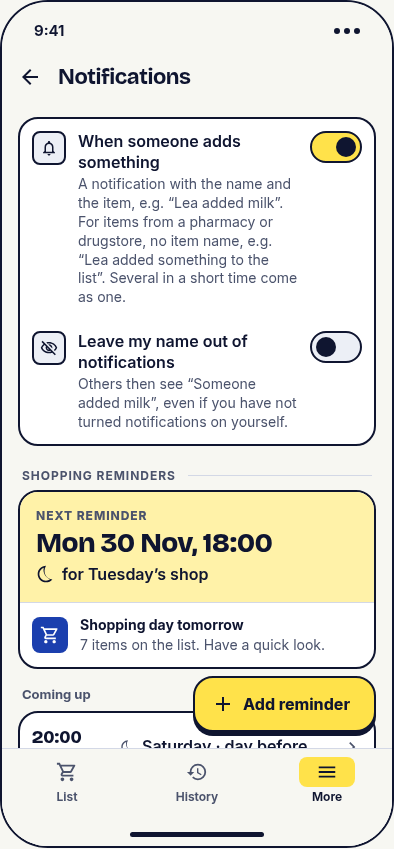 9:41
Notifications
When someone adds
something
A notification with the name and
the item, e.g. “Lea added milk”.
For items from a pharmacy or
drugstore, no item name, e.g.
“Lea added something to the
list”. Several in a short time come
as one.
Leave my name out of
notifications
Others then see “Someone
added milk”, even if you have not
turned notifications on yourself.
SHOPPING REMINDERS
NEXT REMINDER
Mon 30 Nov, 18:00
for Tuesday’s shop
Shopping day tomorrow
7 items on the list. Have a quick look.
Coming up
Add reminder
20:00
Saturday · day before
List
History
More